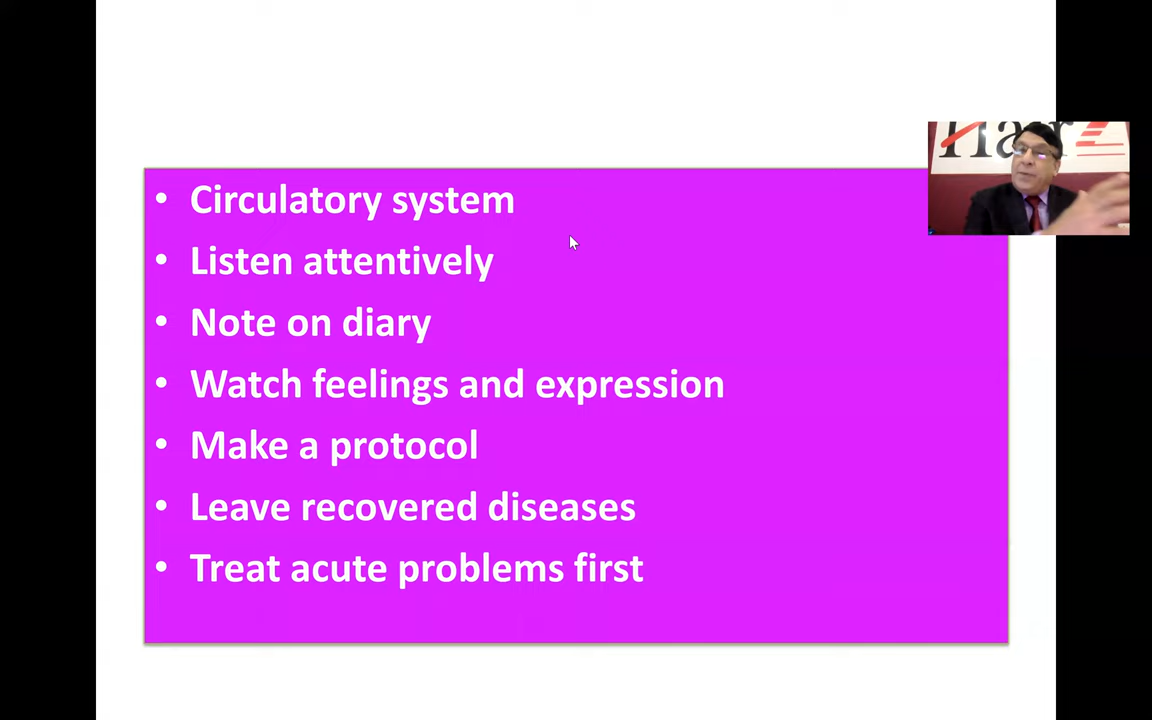 • Circulatory system
• Listen attentively
• Note on diary
• Watch feelings and expression
• Make a protocol
• Leave recovered diseases
• Treat acute problems first